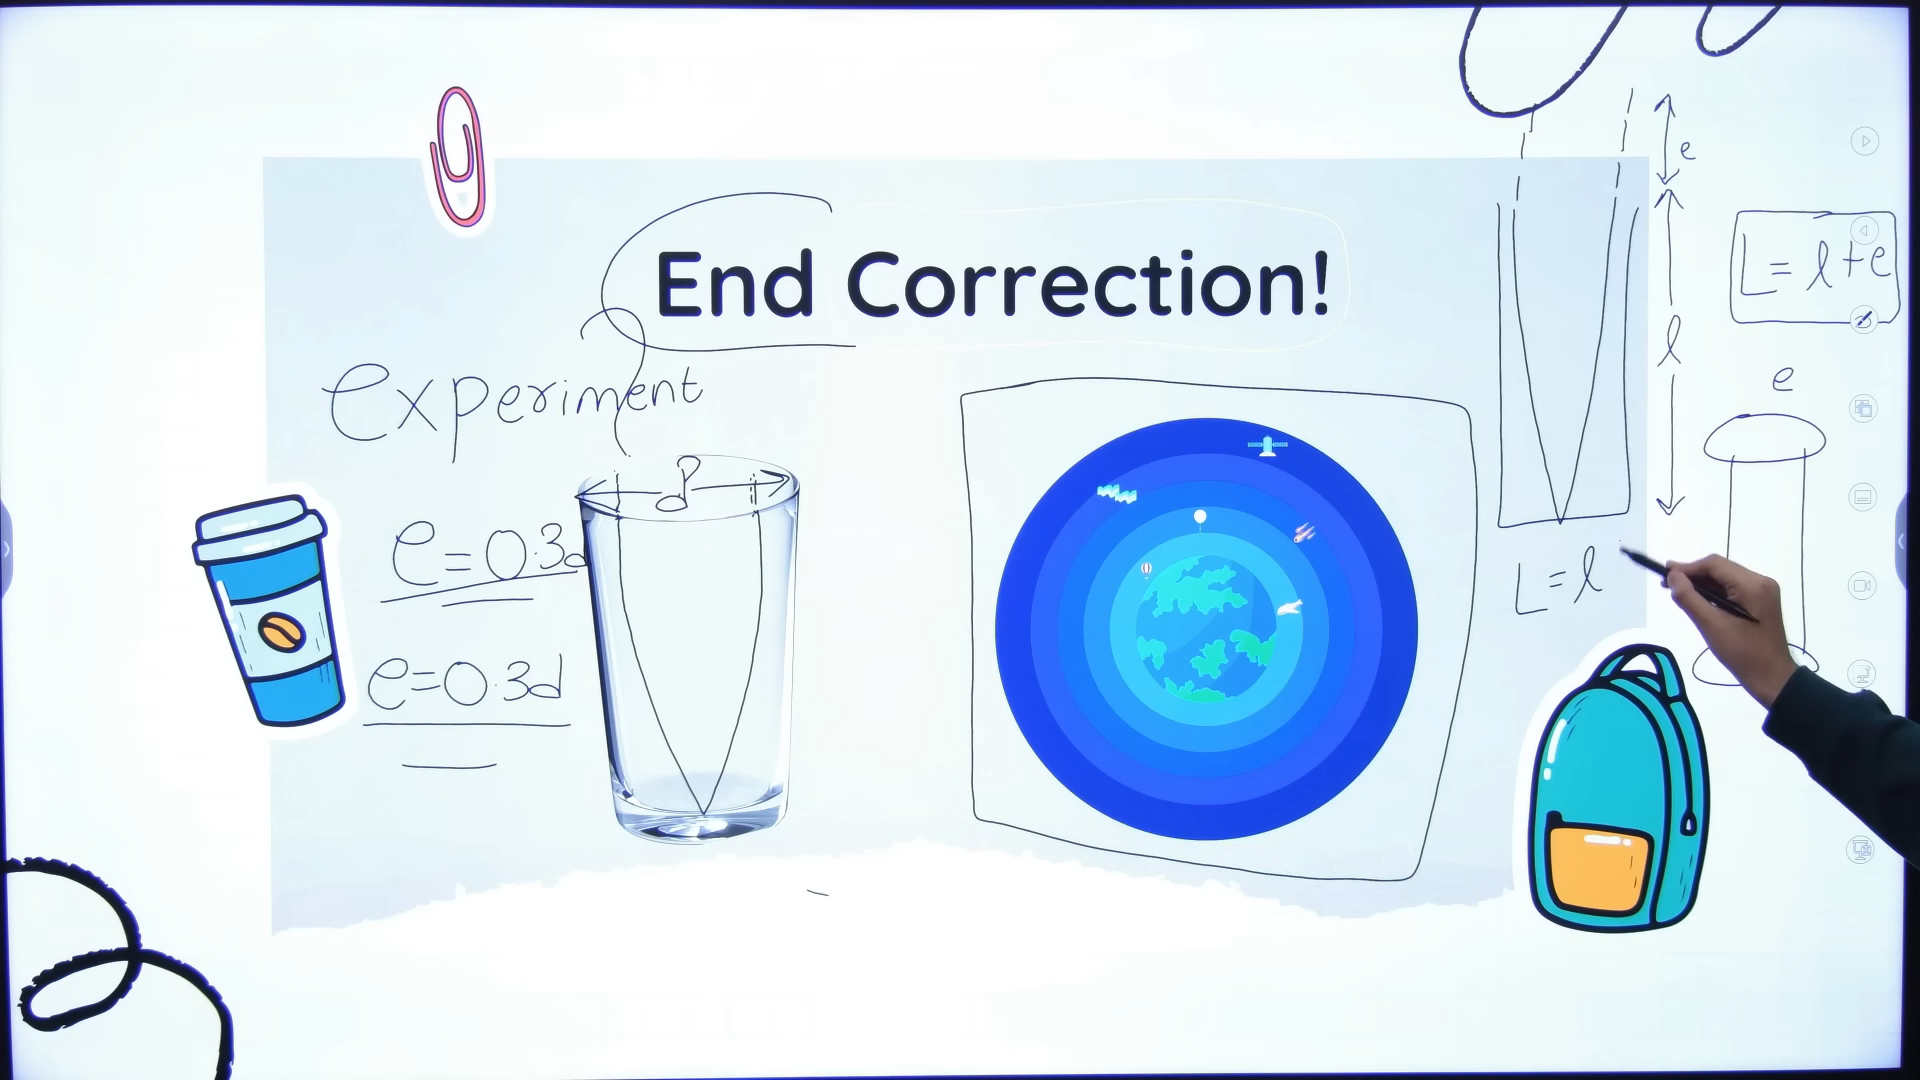 End Correction!
experiment
d
e=0.3d
e=0.3d
e
l
L=l+e
e
L=l